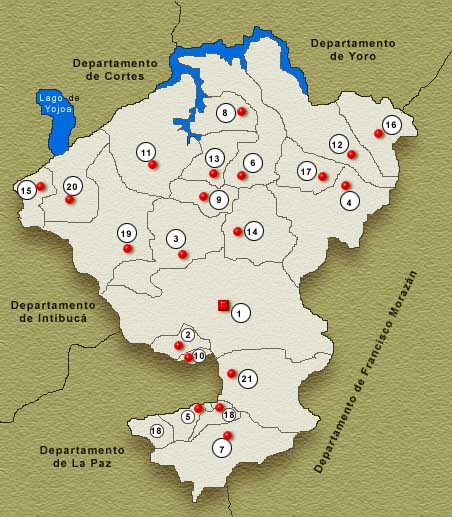 Departamento
de Cortes
Departamento
de Yoro
Lago de
Yojoa
8
16
11
12
13
6
17
15
20
9
4
19
3
14
Departamento
de Intibucá
1
Departamento de Francisco Morazán
2
10
21
5
18
18
7
Departamento
de La Paz